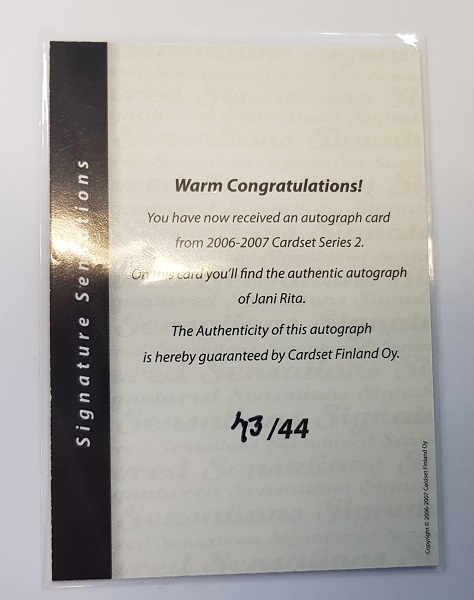 Signature Sensations
Warm Congratulations!
You have now received an autograph card
from 2006-2007 Cardset Series 2.
On this card you'll find the authentic autograph
of Jani Rita.
The Authenticity of this autograph
is hereby guaranteed by Cardset Finland Oy.
43/44
Copyright © 2006-2007 Cardset Finland Oy